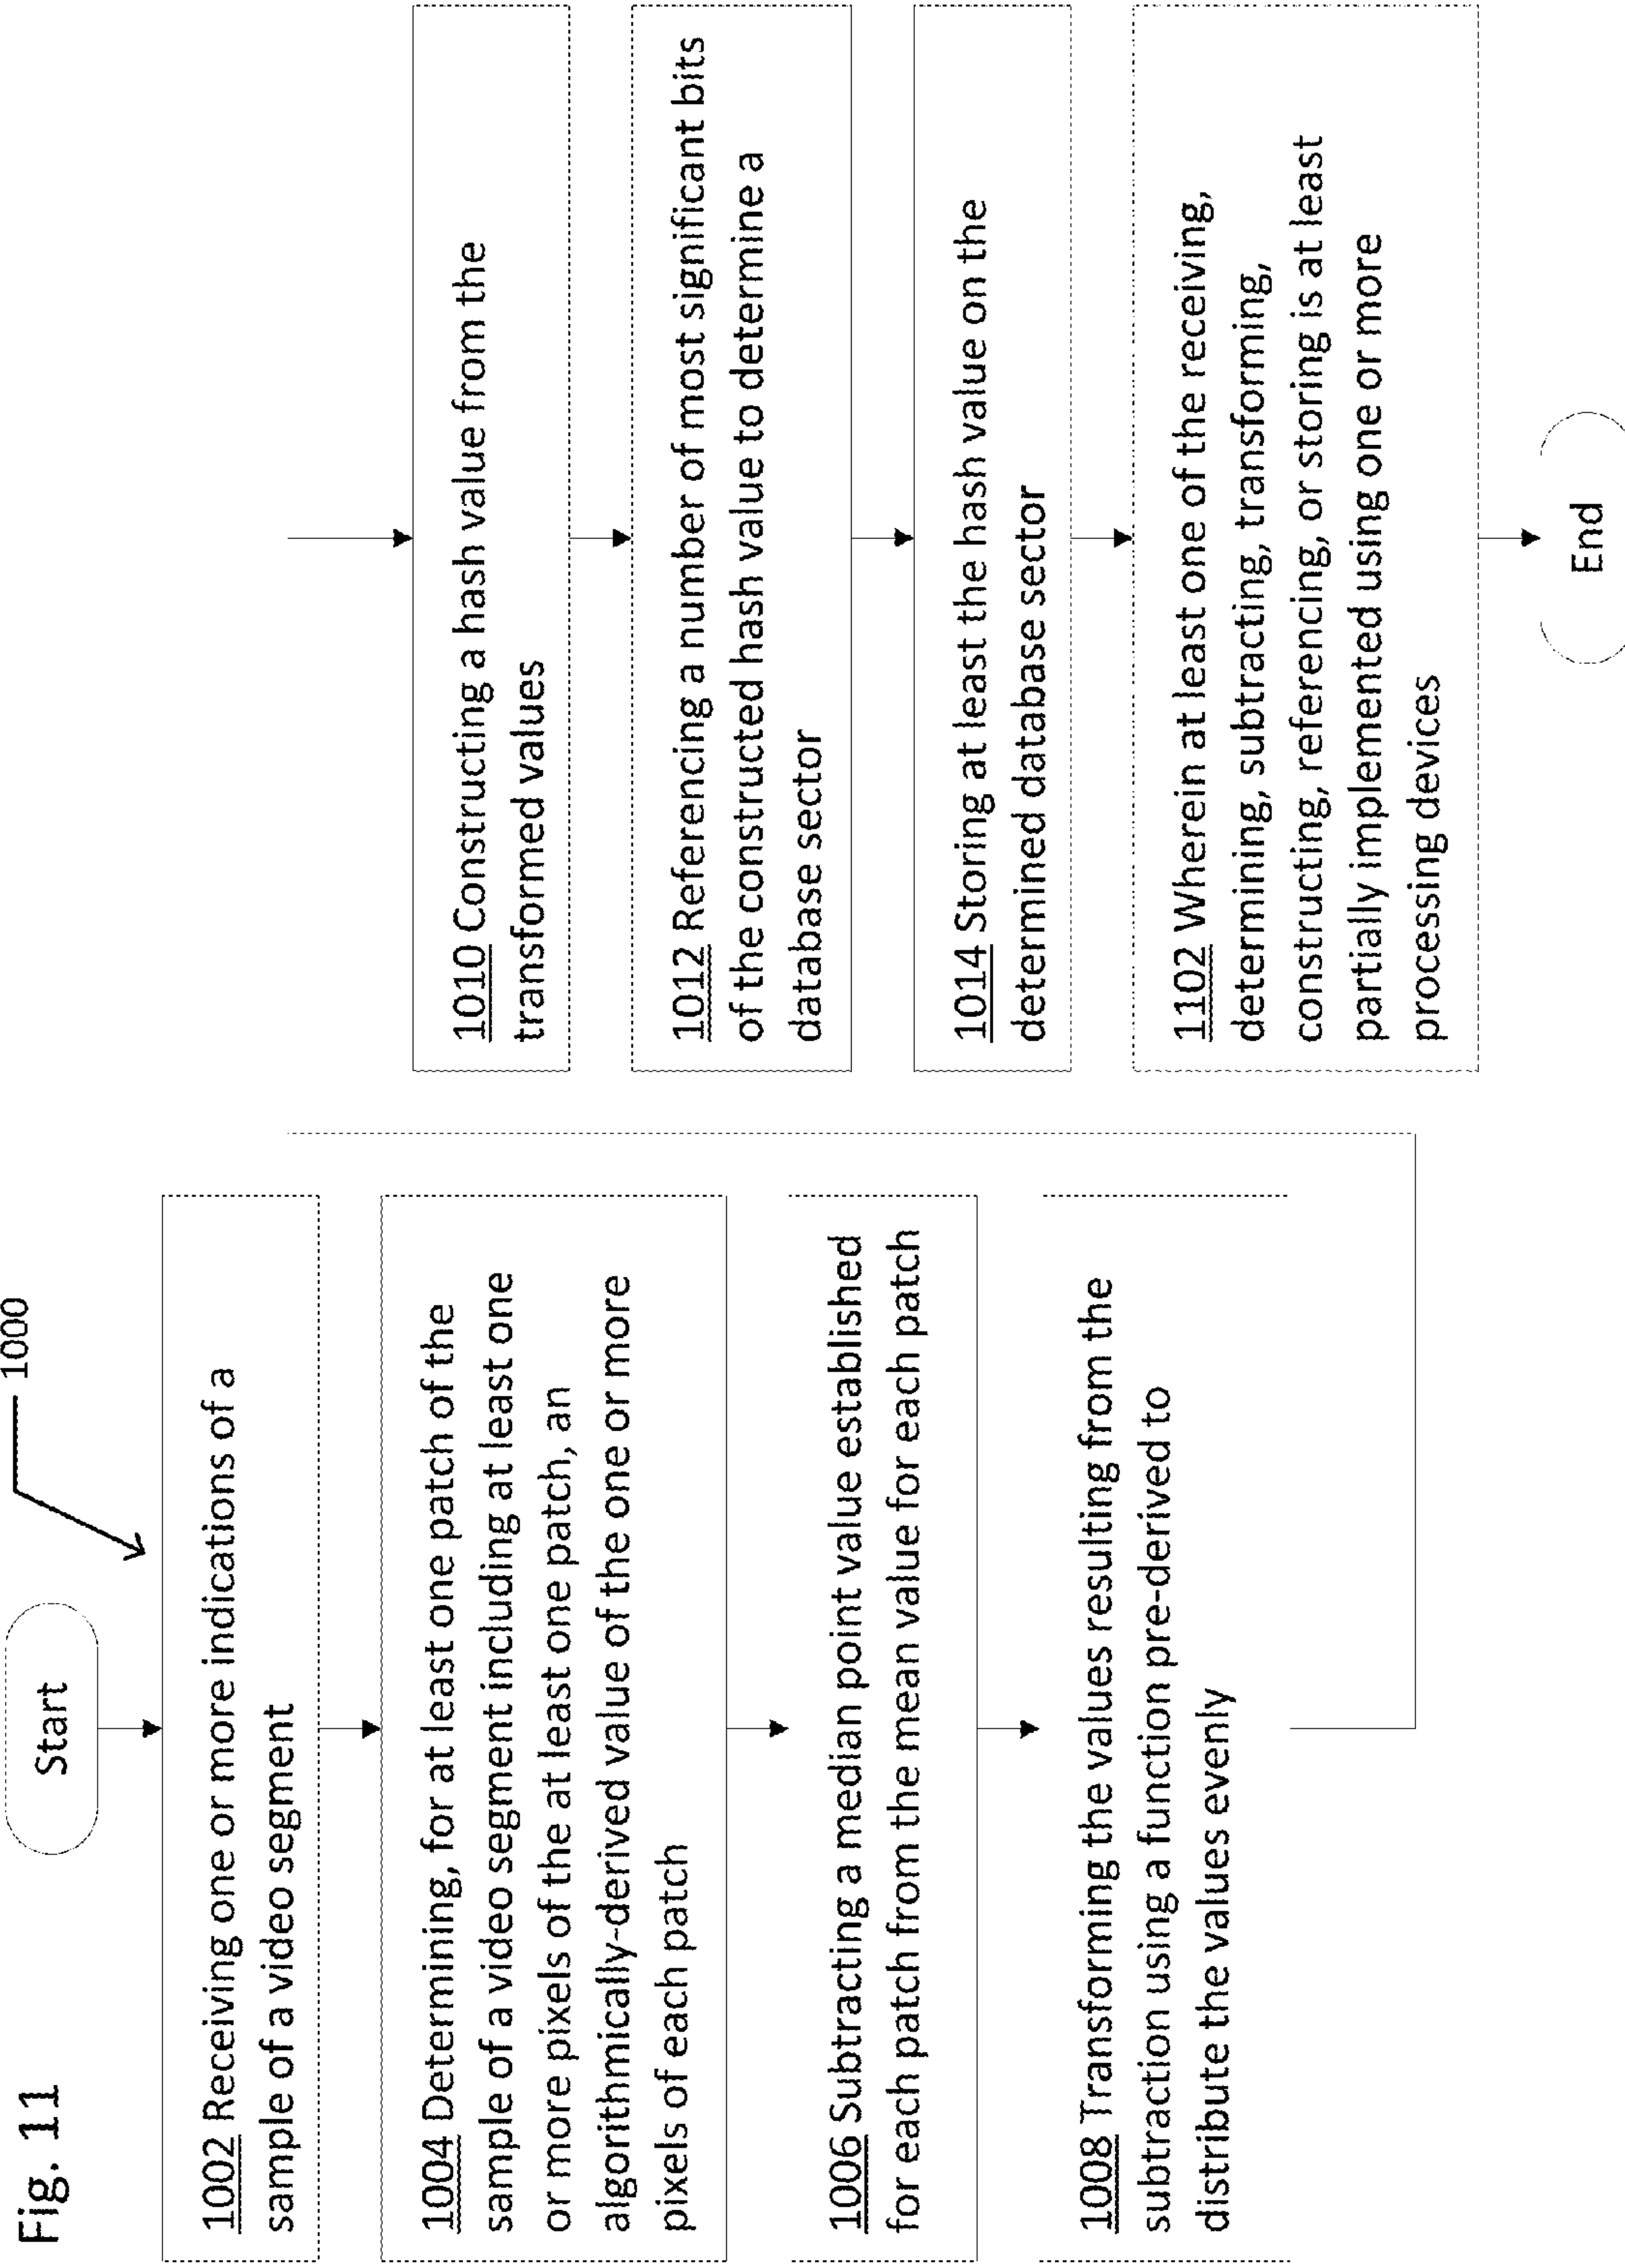 Fig. 11
1000
Start
1002 Receiving one or more indications of a
sample of a video segment
1004 Determining, for at least one patch of the
sample of a video segment including at least one
or more pixels of the at least one patch, an
algorithmically-derived value of the one or more
pixels of each patch
1006 Subtracting a median point value established
for each patch from the mean value for each patch
1008 Transforming the values resulting from the
subtraction using a function pre-derived to
distribute the values evenly
1010 Constructing a hash value from the
transformed values
1012 Referencing a number of most significant bits
of the constructed hash value to determine a
database sector
1014 Storing at least the hash value on the
determined database sector
1102 Wherein at least one of the receiving,
determining, subtracting, transforming,
constructing, referencing, or storing is at least
partially implemented using one or more
processing devices
End